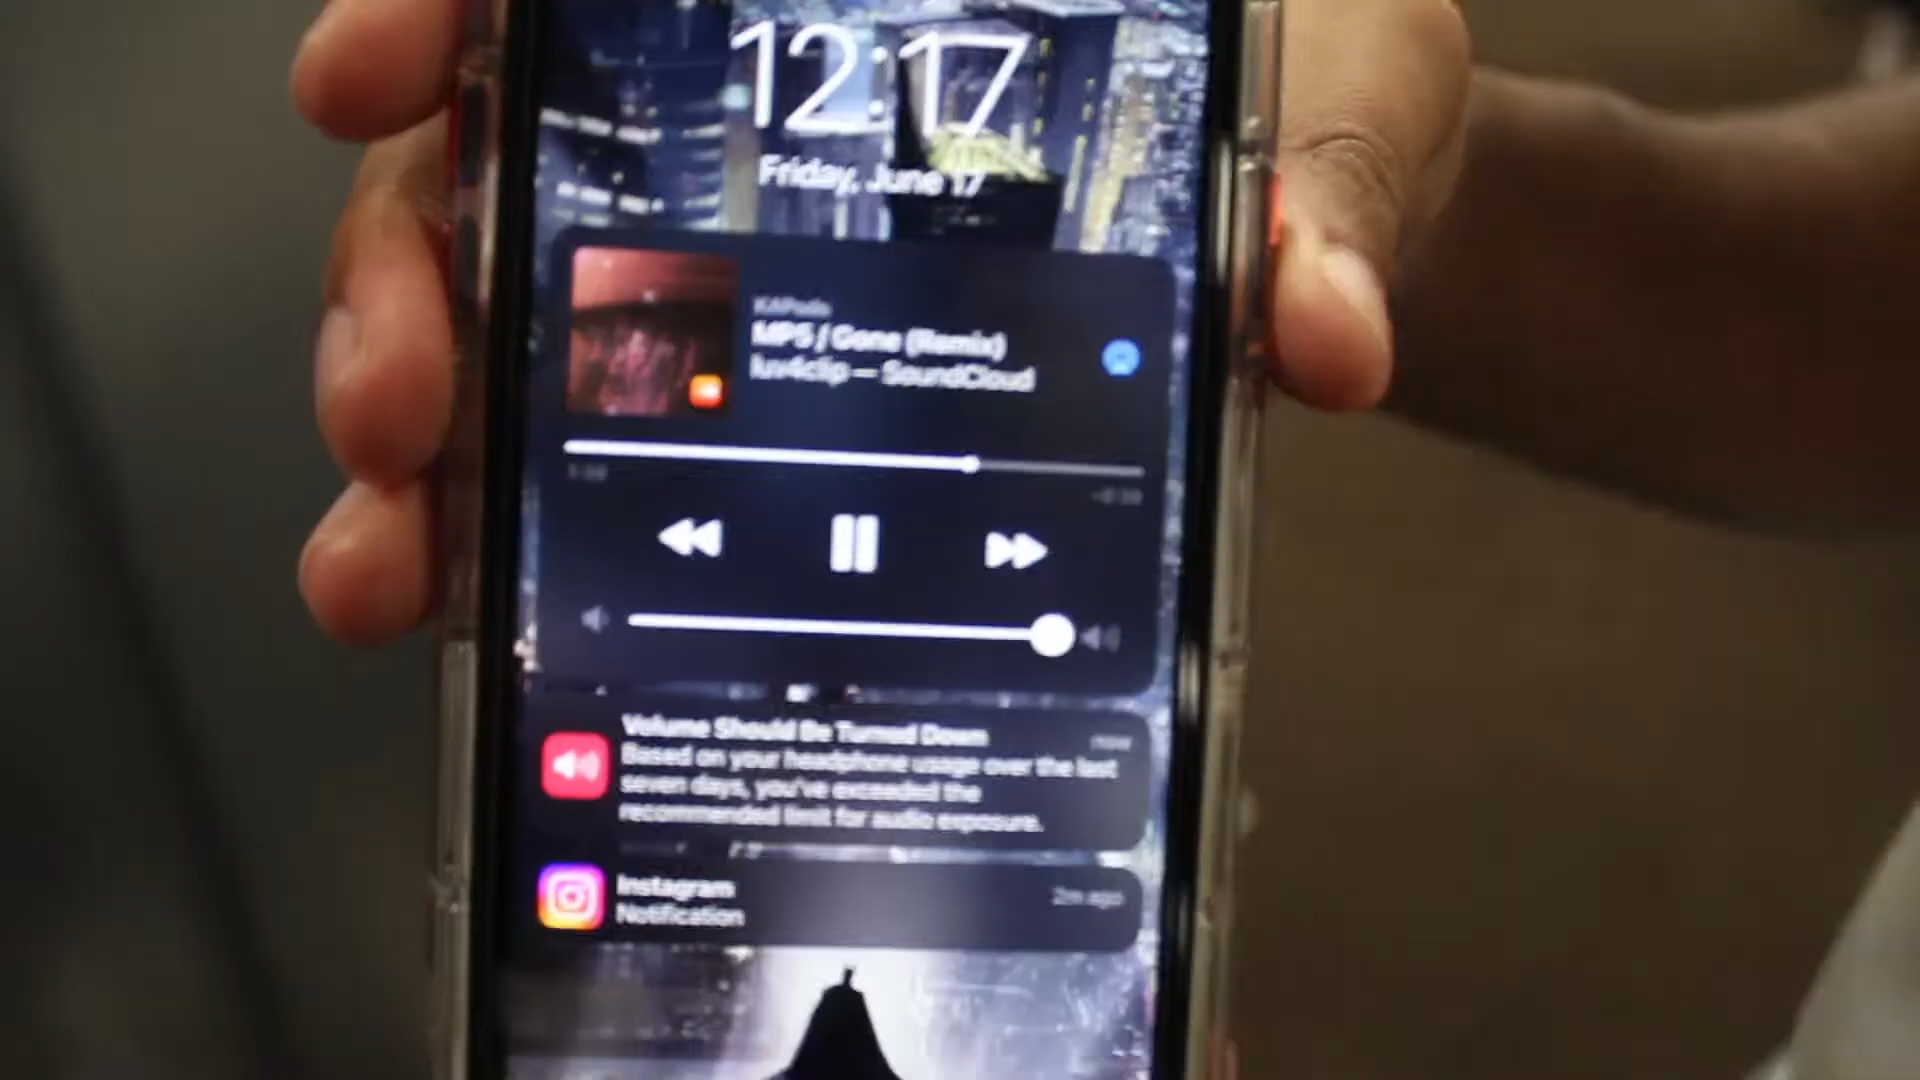 12:17
Friday, June 17
KAPods
MP5 / Gone (Remix)
luv4clip — SoundCloud
Volume Should Be Turned Down
now
Based on your headphone usage over the last
seven days, you've exceeded the
recommended limit for audio exposure.
Instagram
2m ago
Notification